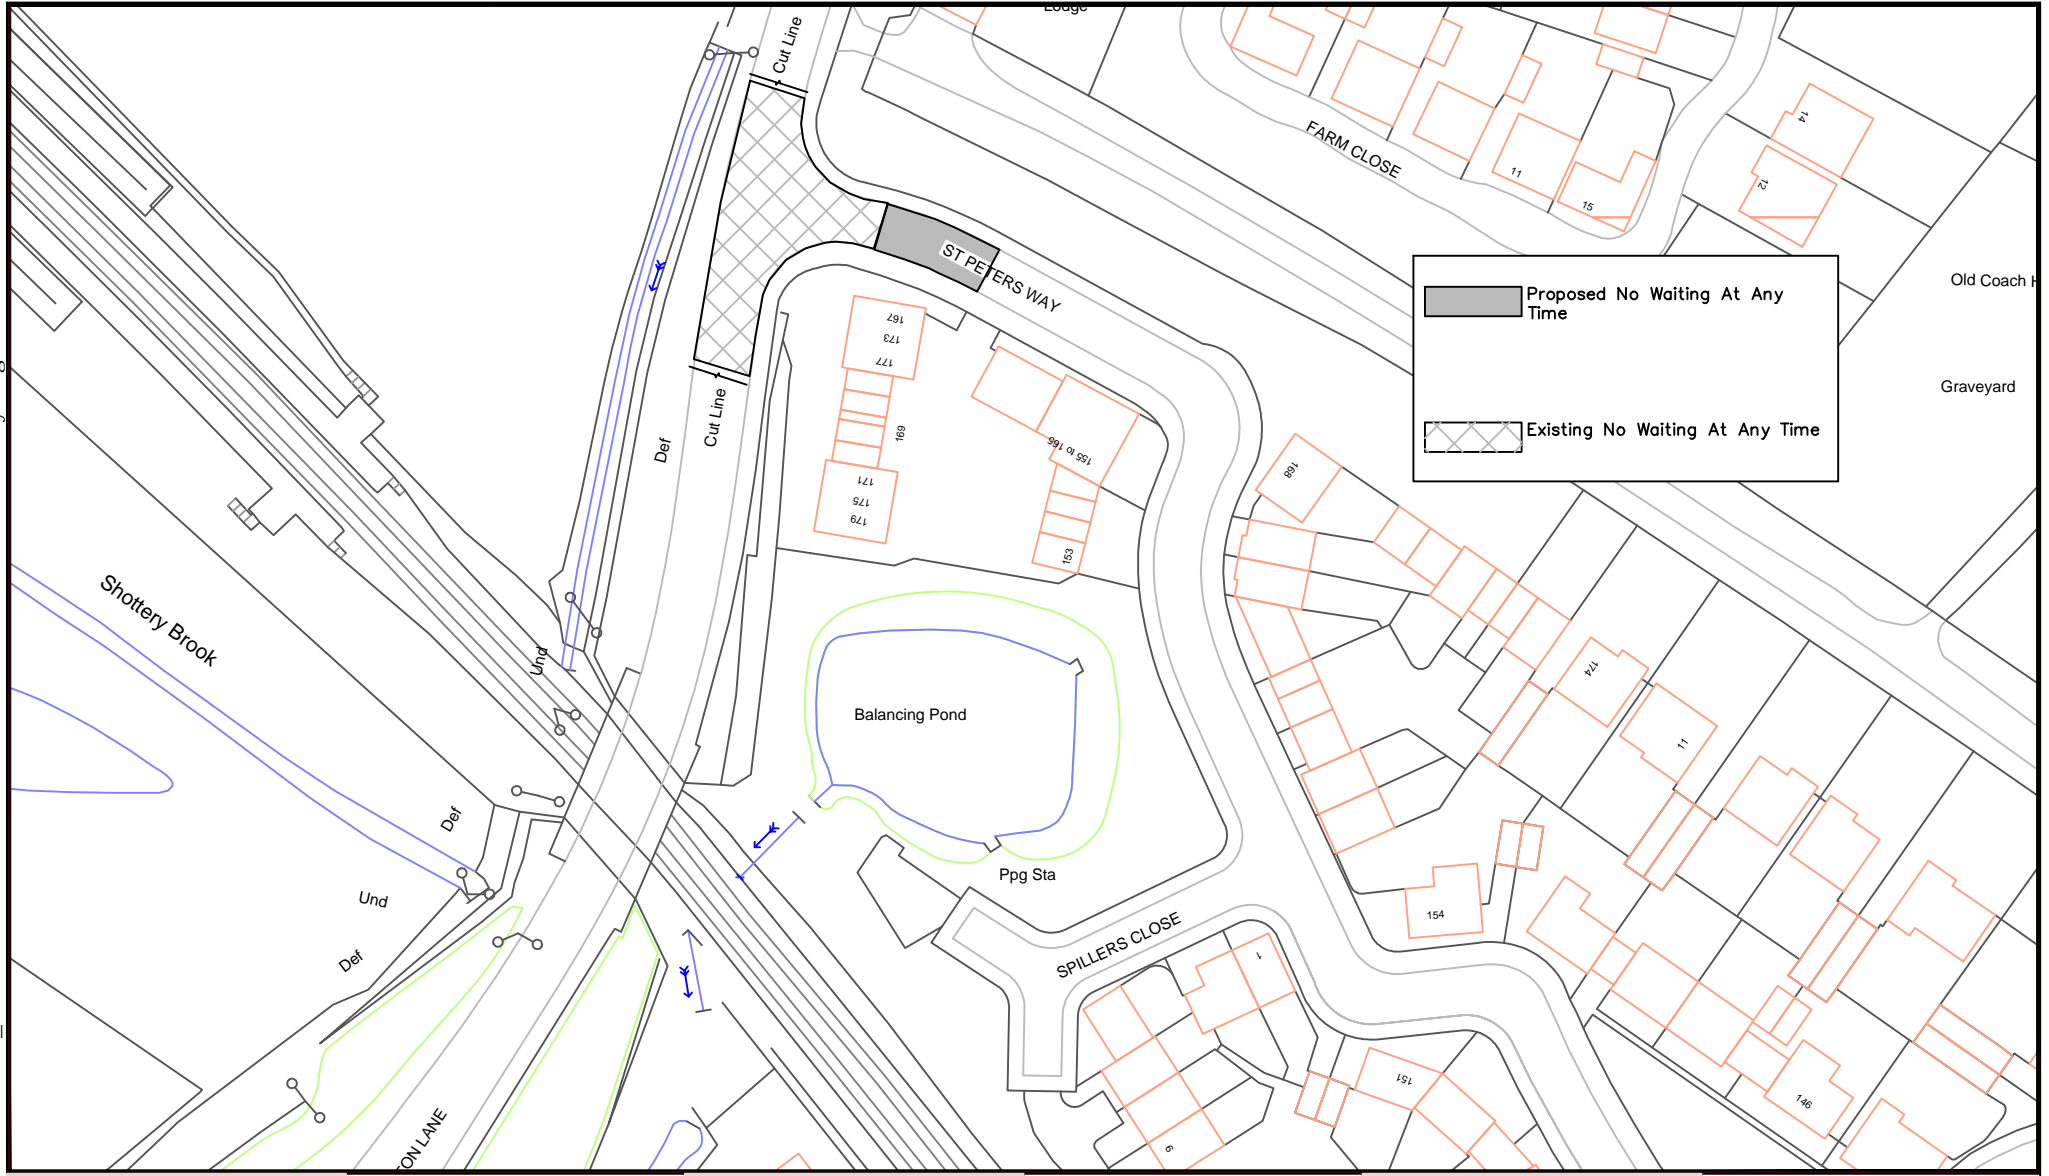 Lodge
Cut Line
FARM CLOSE
14
12
11
15
ST PETERS WAY
Proposed No Waiting At Any
Time
Existing No Waiting At Any Time
Old Coach H
Graveyard
167
173
177
169
171
175
179
Def
Cut Line
155 to 165
153
168
174
11
Shottery Brook
Und
Balancing Pond
Def
Ppg Sta
Und
Def
154
SPILLERS CLOSE
1
151
146
ON LANE